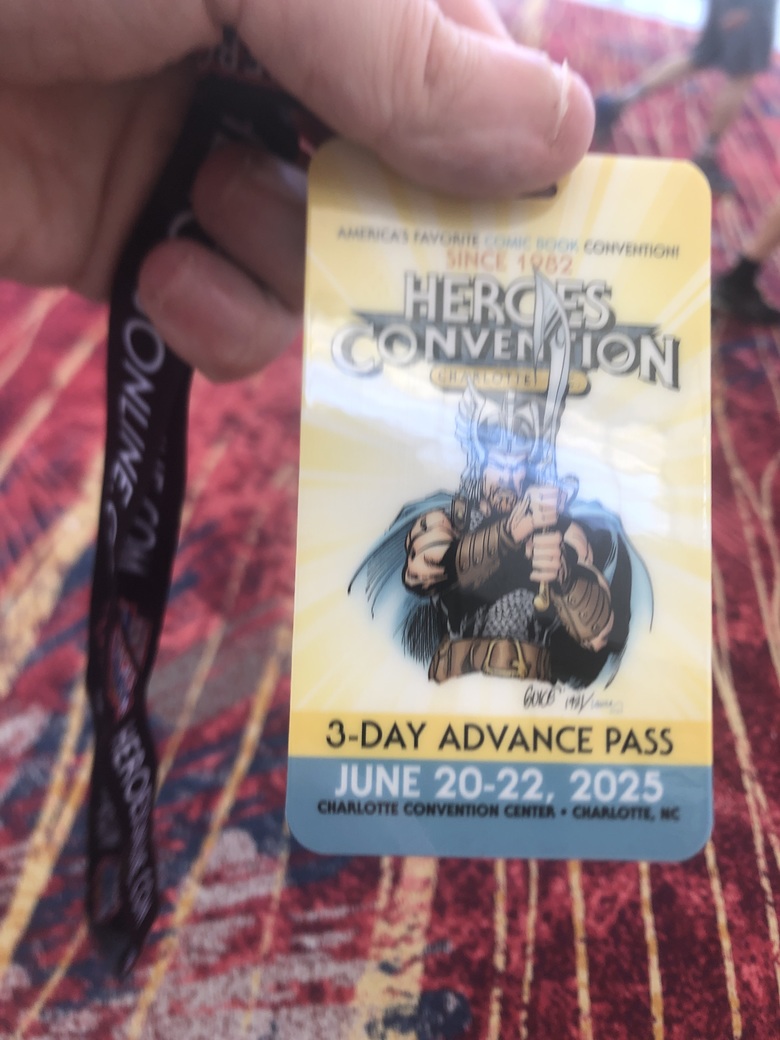 AMERICA'S FAVORITE COMIC BOOK CONVENTION!
SINCE 1982
HEROES
CONVENTION
CHARLOTTE
3-DAY ADVANCE PASS
JUNE 20-22, 2025
CHARLOTTE CONVENTION CENTER • CHARLOTTE, NC
ONLINE